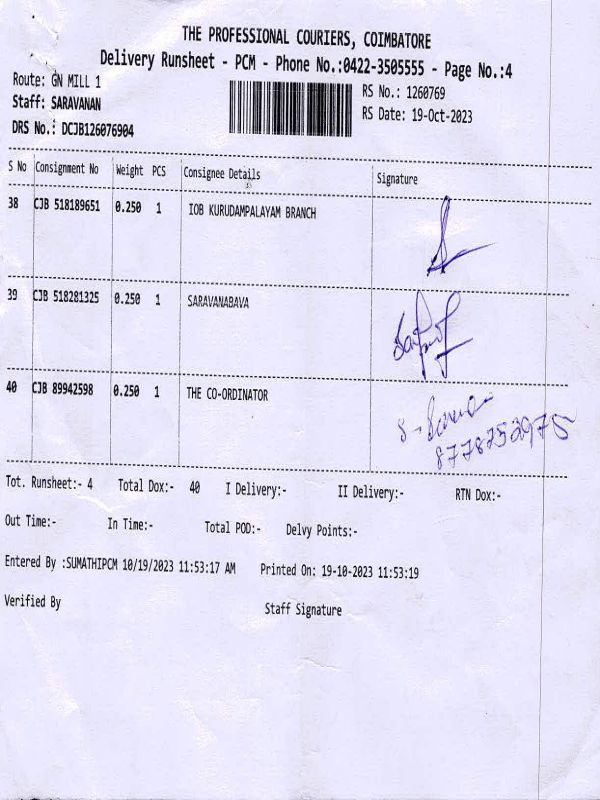 THE PROFESSIONAL COURIERS, COIMBATORE
Delivery Runsheet - PCM - Phone No.:0422-3505555 - Page No.:4
Route: GN MILL 1
RS No.: 1260769
Staff: SARAVANAN
RS Date: 19-Oct-2023
DRS No.: DCJB126076904
S No Consignment No Weight PCS Consignee Details Signature
38 CJB 518189651 0.250 1 IOB KURUDAMPALAYAM BRANCH
39 CJB 518281325 0.250 1 SARAVANABAVA
40 CJB 89942598 0.250 1 THE CO-ORDINATOR
8778752975
Tot. Runsheet:- 4 Total Dox:- 40 I Delivery:- II Delivery:- RTN Dox:-
Out Time:- In Time:- Total POD:- Delvy Points:-
Entered By :SUMATHIPCM 10/19/2023 11:53:17 AM Printed On: 19-10-2023 11:53:19
Verified By Staff Signature